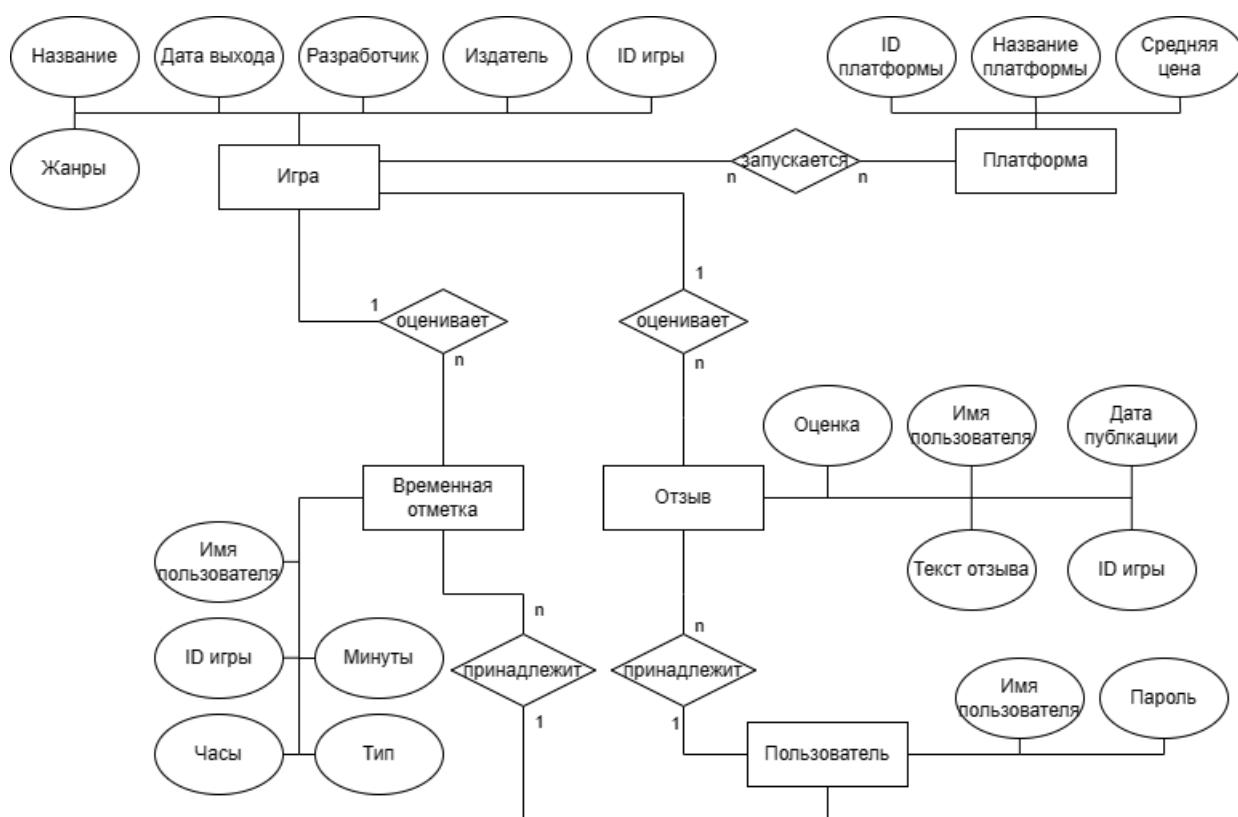 Название
Дата выхода
Разработчик
Издатель
ID игры
ID
платформы
Название
платформы
Средняя
цена
Жанры
Игра
запускается
n
n
Платформа
1
оценивает
n
1
оценивает
n
Оценка
Имя
пользователя
Дата
публкации
Временная
отметка
Отзыв
Имя
пользователя
Текст отзыва
ID игры
n
принадлежит
1
n
принадлежит
1
ID игры
Минуты
Часы
Тип
Имя
пользователя
Пароль
Пользователь